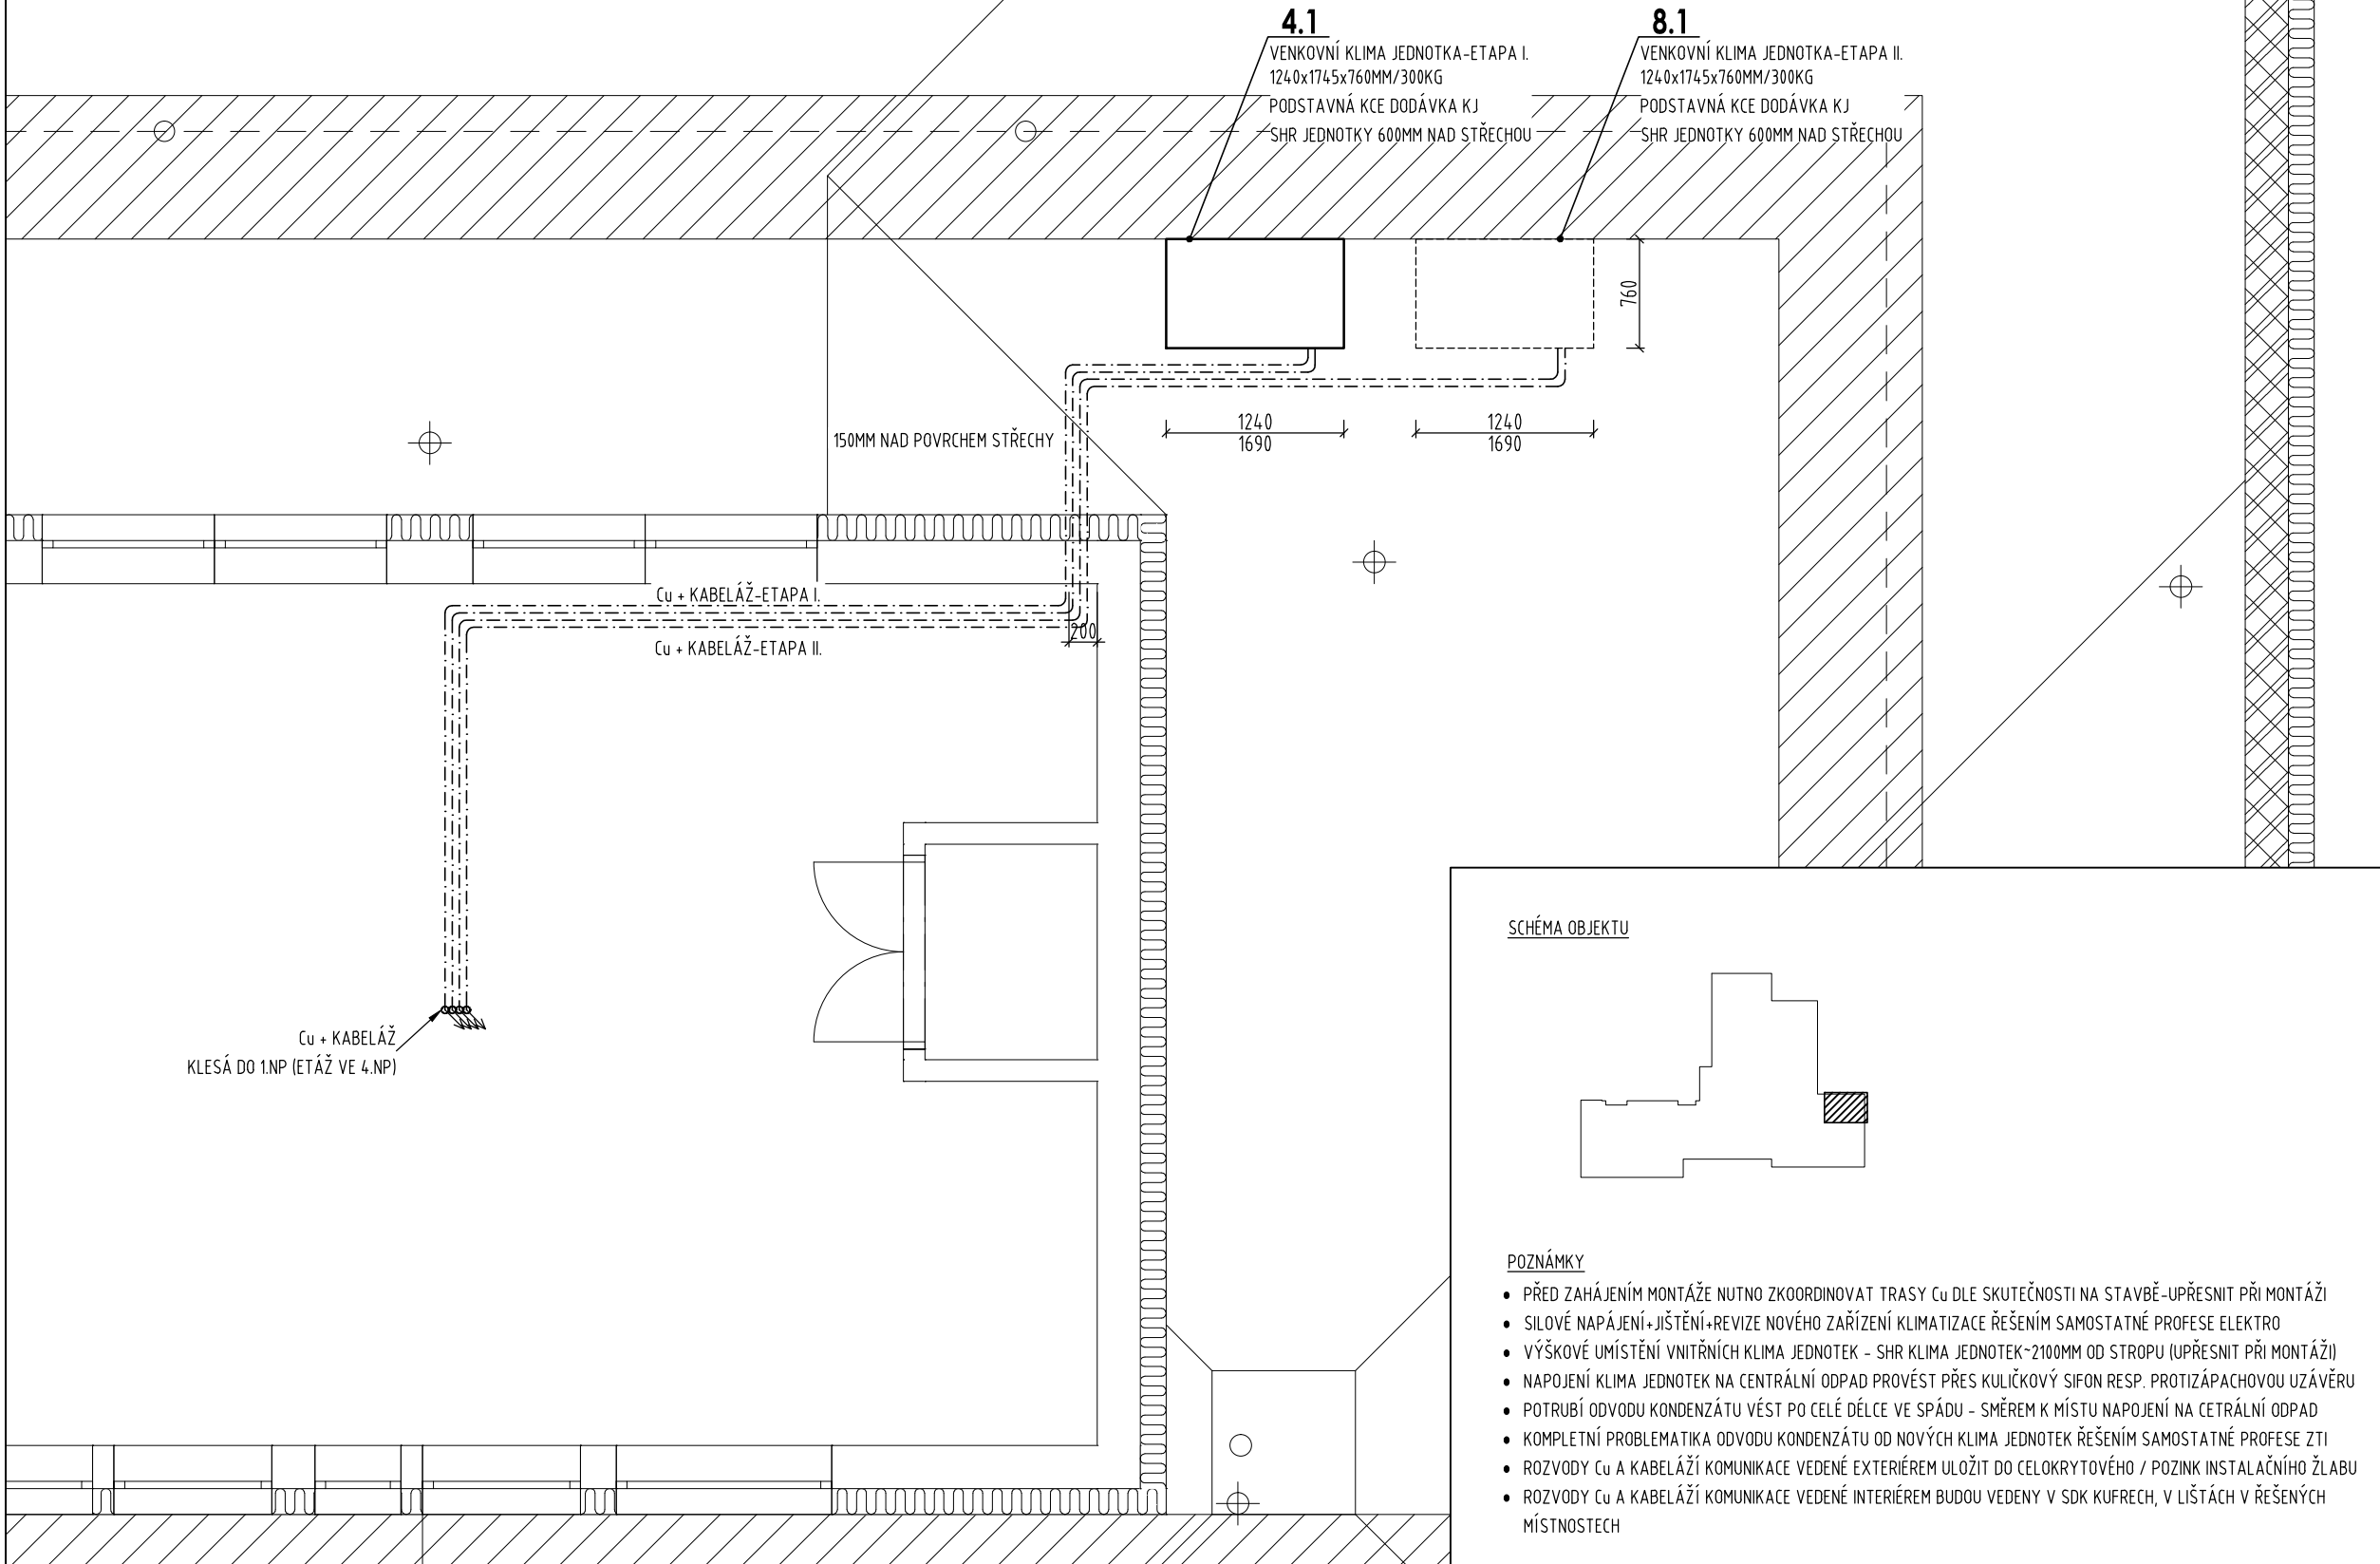 4.1
VENKOVNÍ KLIMA JEDNOTKA-ETAPA I.
1240x1745x760MM/300KG
PODSTAVNÁ KCE DODÁVKA KJ
SHR JEDNOTKY 600MM NAD STŘECHOU
8.1
VENKOVNÍ KLIMA JEDNOTKA-ETAPA II.
1240x1745x760MM/300KG
PODSTAVNÁ KCE DODÁVKA KJ
SHR JEDNOTKY 600MM NAD STŘECHOU
760
1240
1690
1240
1690
150MM NAD POVRCHEM STŘECHY
Cu + KABELÁŽ-ETAPA I.
200
Cu + KABELÁŽ-ETAPA II.
Cu + KABELÁŽ
KLESÁ DO 1.NP (ETÁŽ VE 4.NP)
SCHÉMA OBJEKTU
POZNÁMKY
• PŘED ZAHÁJENÍM MONTÁŽE NUTNO ZKOORDINOVAT TRASY Cu DLE SKUTEČNOSTI NA STAVBĚ-UPŘESNIT PŘI MONTÁŽI
• SILOVÉ NAPÁJENÍ+JIŠTĚNÍ+REVIZE NOVÉHO ZAŘÍZENÍ KLIMATIZACE ŘEŠENÍM SAMOSTATNÉ PROFESE ELEKTRO
• VÝŠKOVÉ UMÍSTĚNÍ VNITŘNÍCH KLIMA JEDNOTEK - SHR KLIMA JEDNOTEK~2100MM OD STROPU (UPŘESNIT PŘI MONTÁŽI)
• NAPOJENÍ KLIMA JEDNOTEK NA CENTRÁLNÍ ODPAD PROVÉST PŘES KULIČKOVÝ SIFON RESP. PROTIZÁPACHOVOU UZÁVĚRU
• POTRUBÍ ODVODU KONDENZÁTU VÉST PO CELÉ DÉLCE VE SPÁDU - SMĚREM K MÍSTU NAPOJENÍ NA CETRÁLNÍ ODPAD
• KOMPLETNÍ PROBLEMATIKA ODVODU KONDENZÁTU OD NOVÝCH KLIMA JEDNOTEK ŘEŠENÍM SAMOSTATNÉ PROFESE ZTI
• ROZVODY Cu A KABELÁŽÍ KOMUNIKACE VEDENÉ EXTERIÉREM ULOŽIT DO CELOKRYTOVÉHO / POZINK INSTALAČNÍHO ŽLABU
• ROZVODY Cu A KABELÁŽÍ KOMUNIKACE VEDENÉ INTERIÉREM BUDOU VEDENY V SDK KUFRECH, V LIŠTÁCH V ŘEŠENÝCH
MÍSTNOSTECH